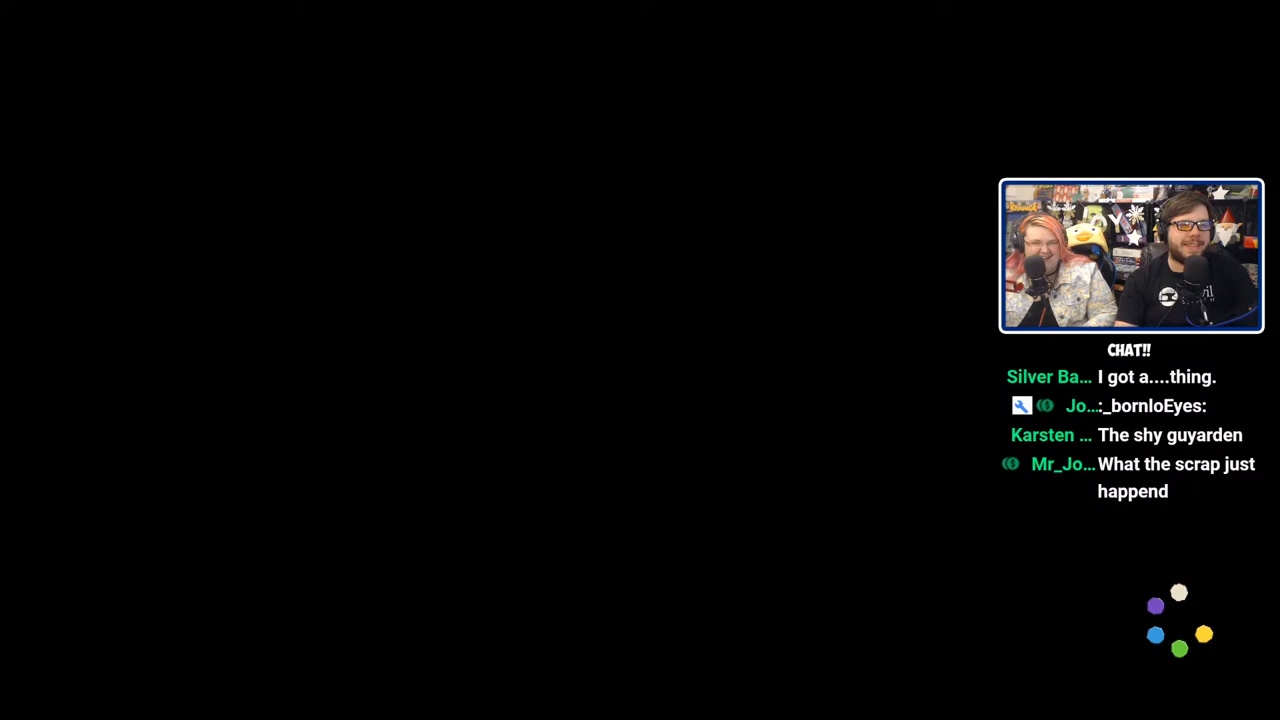 CHAT!!
Silver Ba... I got a....thing.
Jo... :_bornloEyes:
Karsten ... The shy guyarden
Mr_Jo... What the scrap just
happend